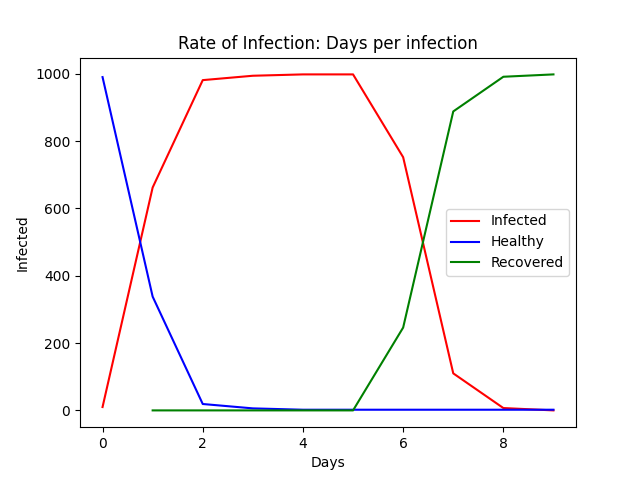 Rate of Infection: Days per infection
1000
800
600
400
200
0
Infected
Infected
Healthy
Recovered
0 2 4 6 8
Days